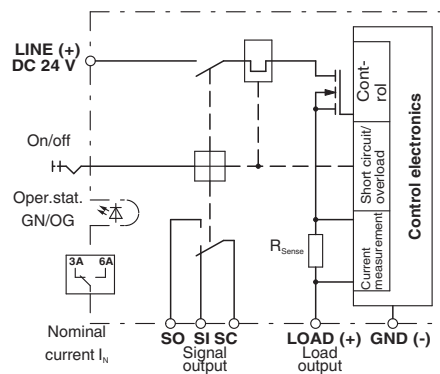 LINE (+)
DC 24 V
On/off
Oper.stat.
GN/OG
3A 6A
Nominal
current I_N
SO SI SC
Signal
output
R_Sense
LOAD (+)
Load
output
GND (-)
Cont-
rol
Short circuit/
overload
Current
measurement
Control electronics